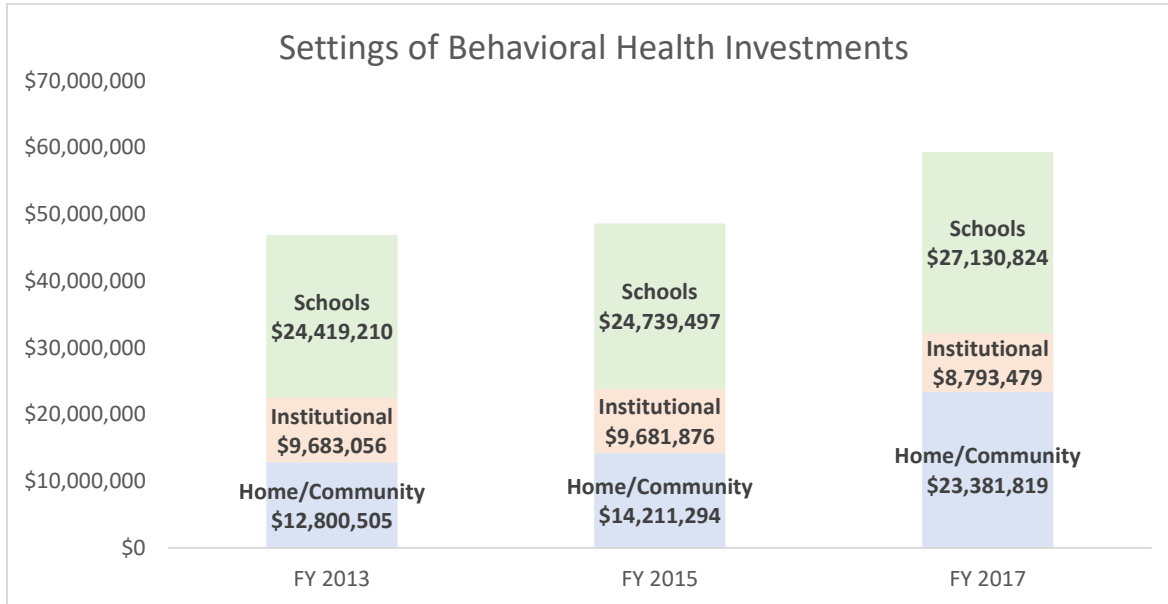 Settings of Behavioral Health Investments
$70,000,000
$60,000,000
$50,000,000
$40,000,000
$30,000,000
$20,000,000
$10,000,000
$0
Schools
$24,419,210
Institutional
$9,683,056
Home/Community
$12,800,505
Schools
$24,739,497
Institutional
$9,681,876
Home/Community
$14,211,294
Schools
$27,130,824
Institutional
$8,793,479
Home/Community
$23,381,819
FY 2013
FY 2015
FY 2017